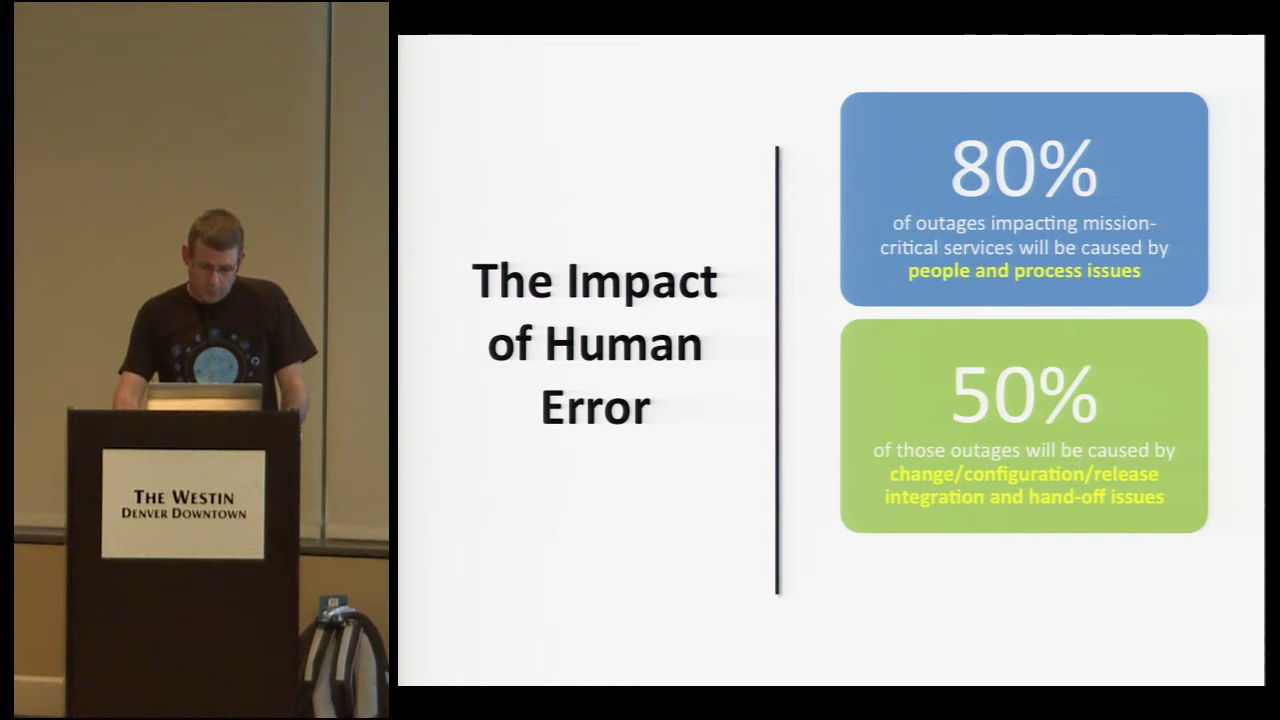 THE WESTIN
DENVER DOWNTOWN
The Impact
of Human
Error
80%
of outages impacting mission-
critical services will be caused by
people and process issues
50%
of those outages will be caused by
change/configuration/release
integration and hand-off issues